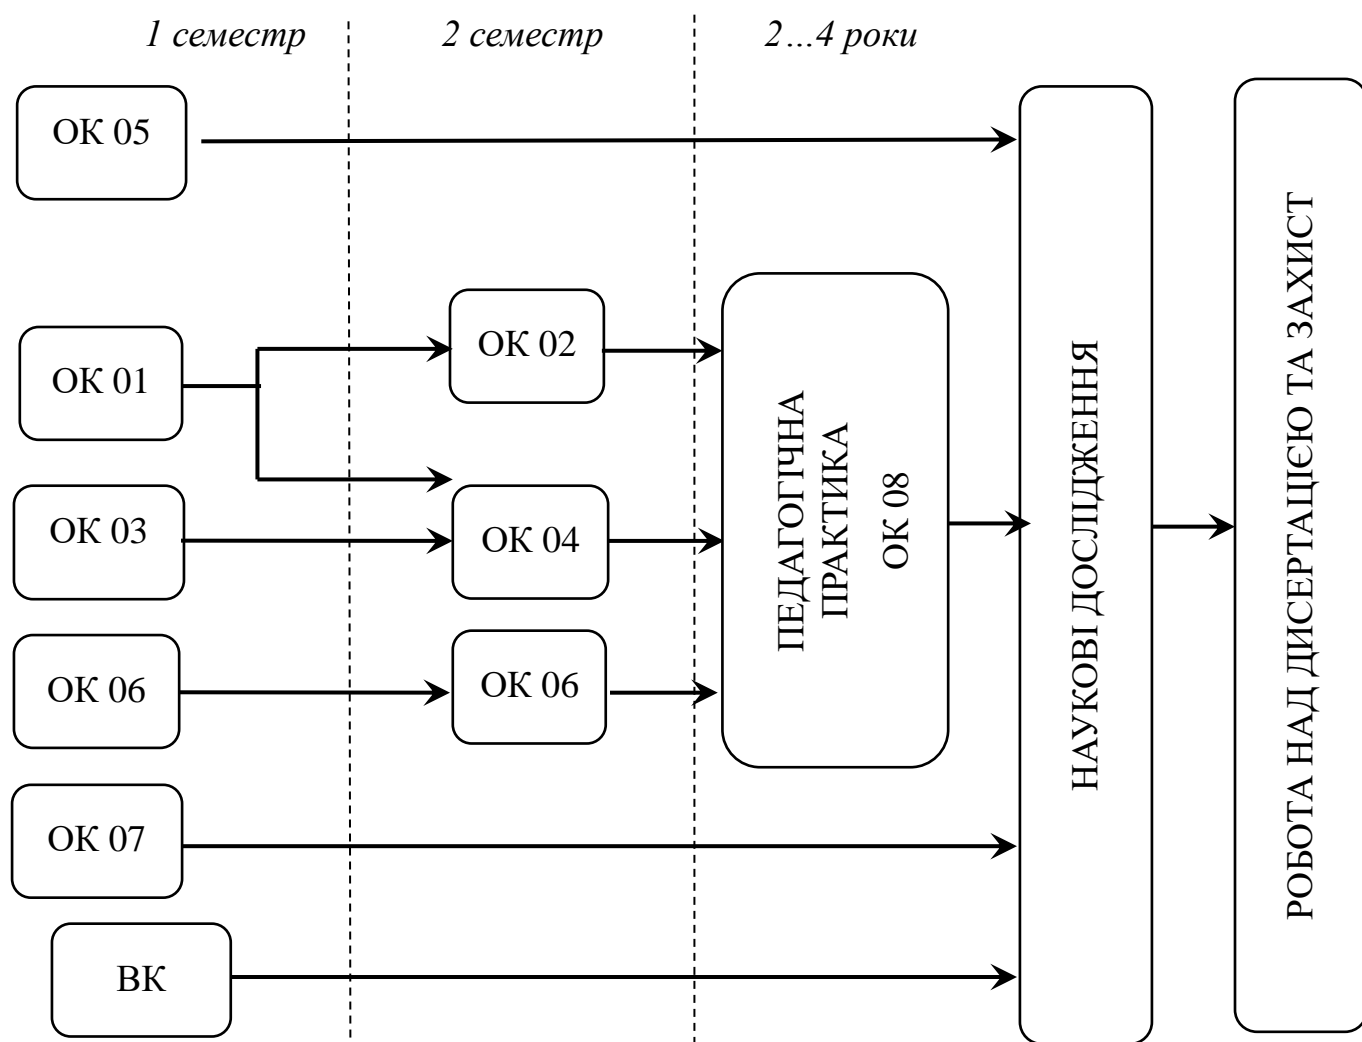 1 семестр
2 семестр
2…4 роки
ОК 05
ОК 01
ОК 02
ОК 03
ОК 04
ОК 06
ОК 06
ОК 07
ВК
ПЕДАГОГІЧНА
ПРАКТИКА
ОК 08
НАУКОВІ ДОСЛІДЖЕННЯ
РОБОТА НАД ДИСЕРТАЦІЄЮ ТА ЗАХИСТ